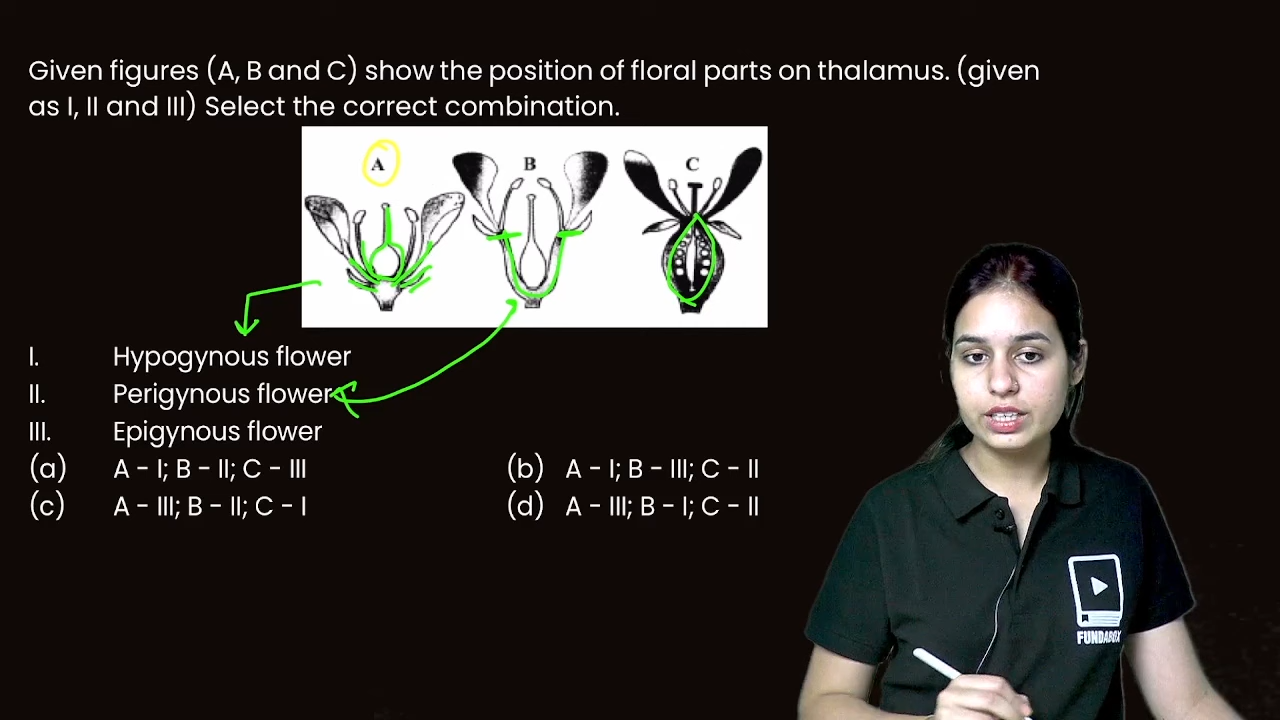 Given figures (A, B and C) show the position of floral parts on thalamus. (given
as I, II and III) Select the correct combination.
A B C
I. Hypogynous flower
II. Perigynous flower
III. Epigynous flower
(a) A - I; B - II; C - III (b) A - I; B - III; C - II
(c) A - III; B - II; C - I (d) A - III; B - I; C - II
FUNDABOX